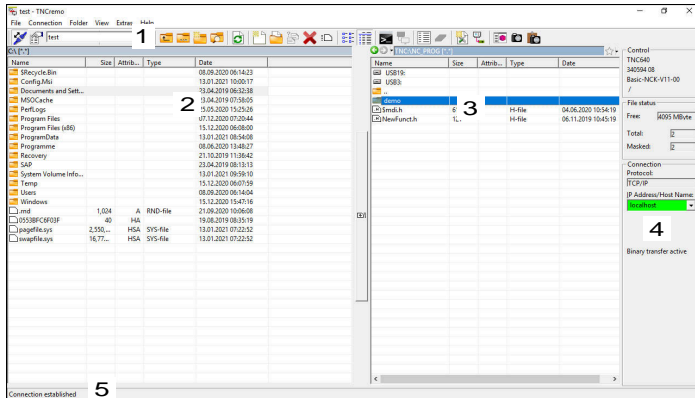 test - TNCremo
File Connection Folder View Extras Help
test
1
C:\ [*.*]
Name Size Attrib... Type Date
$Recycle.Bin 08.09.2020 06:14:23
Config.Msi 13.01.2021 10:00:17
Documents and Sett... 23.04.2019 06:32:38
MSOCache 23.04.2019 07:58:05
PerfLogs 05.2020 15:25:26
Program Files 07.12.2020 07:20:44
Program Files (x86) 15.12.2020 06:08:00
ProgramData 13.01.2021 08:54:08
Programme 08.06.2020 13:48:27
Recovery 21.10.2019 11:36:42
SAP 23.04.2019 08:13:13
System Volume Info... 13.01.2021 09:59:10
Temp 15.12.2020 06:07:59
Users 08.09.2020 06:14:04
Windows 15.12.2020 15:47:16
.rnd 1,024 A RND-file 21.09.2020 10:06:08
0553BFC6F03F 40 HA 19.08.2019 08:35:19
pagefile.sys 2,550,... HSA SYS-file 13.01.2021 07:22:52
swapfile.sys 16,77... HSA SYS-file 13.01.2021 07:22:52
2
TNC:\NC_PROG [*.*]
Name Size Attrib... Type Date
USB19:
USB3:
..
demo
Smdi.h H-file 04.06.2020 10:54:19
NewFunct.h H-file 06.11.2019 10:45:19
3
Control
TNC640
340594 08
Basic-NCK-V11-00
/
File status
Free: 4095 MByte
Total: 2
Masked: 2
Connection
Protocol:
TCP/IP
IP Address/Host Name:
localhost
4
Binary transfer active
Connection established
5